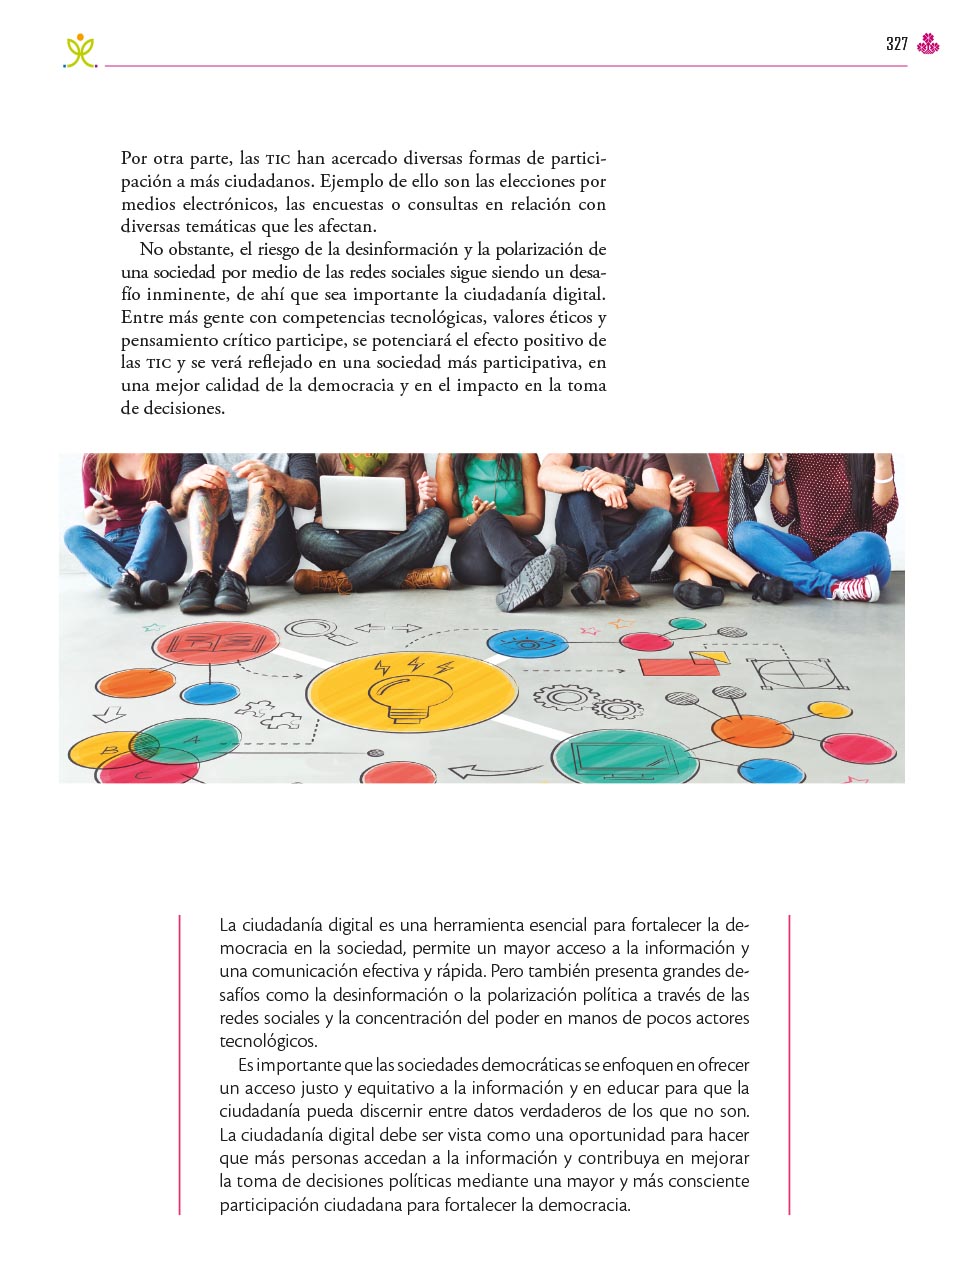 327
Por otra parte, las TIC han acercado diversas formas de partici-
pación a más ciudadanos. Ejemplo de ello son las elecciones por
medios electrónicos, las encuestas o consultas en relación con
diversas temáticas que les afectan.
No obstante, el riesgo de la desinformación y la polarización de
una sociedad por medio de las redes sociales sigue siendo un desa-
fío inminente, de ahí que sea importante la ciudadanía digital.
Entre más gente con competencias tecnológicas, valores éticos y
pensamiento crítico participe, se potenciará el efecto positivo de
las TIC y se verá reflejado en una sociedad más participativa, en
una mejor calidad de la democracia y en el impacto en la toma
de decisiones.
B
A
C
La ciudadanía digital es una herramienta esencial para fortalecer la de-
mocracia en la sociedad, permite un mayor acceso a la información y
una comunicación efectiva y rápida. Pero también presenta grandes de-
safíos como la desinformación o la polarización política a través de las
redes sociales y la concentración del poder en manos de pocos actores
tecnológicos.
Es importante que las sociedades democráticas se enfoquen en ofrecer
un acceso justo y equitativo a la información y en educar para que la
ciudadanía pueda discernir entre datos verdaderos de los que no son.
La ciudadanía digital debe ser vista como una oportunidad para hacer
que más personas accedan a la información y contribuya en mejorar
la toma de decisiones políticas mediante una mayor y más consciente
participación ciudadana para fortalecer la democracia.